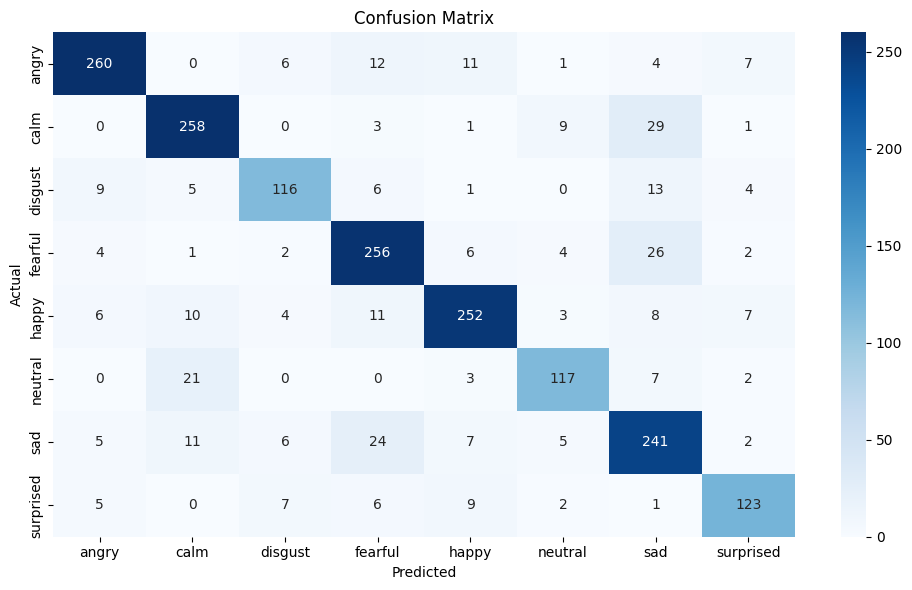 Confusion Matrix
angry 260 0 6 12 11 1 4 7
calm 0 258 0 3 1 9 29 1
disgust 9 5 116 6 1 0 13 4
fearful 4 1 2 256 6 4 26 2
happy 6 10 4 11 252 3 8 7
neutral 0 21 0 0 3 117 7 2
sad 5 11 6 24 7 5 241 2
surprised 5 0 7 6 9 2 1 123
angry calm disgust fearful happy neutral sad surprised
Predicted
Actual
250
200
150
100
50
0